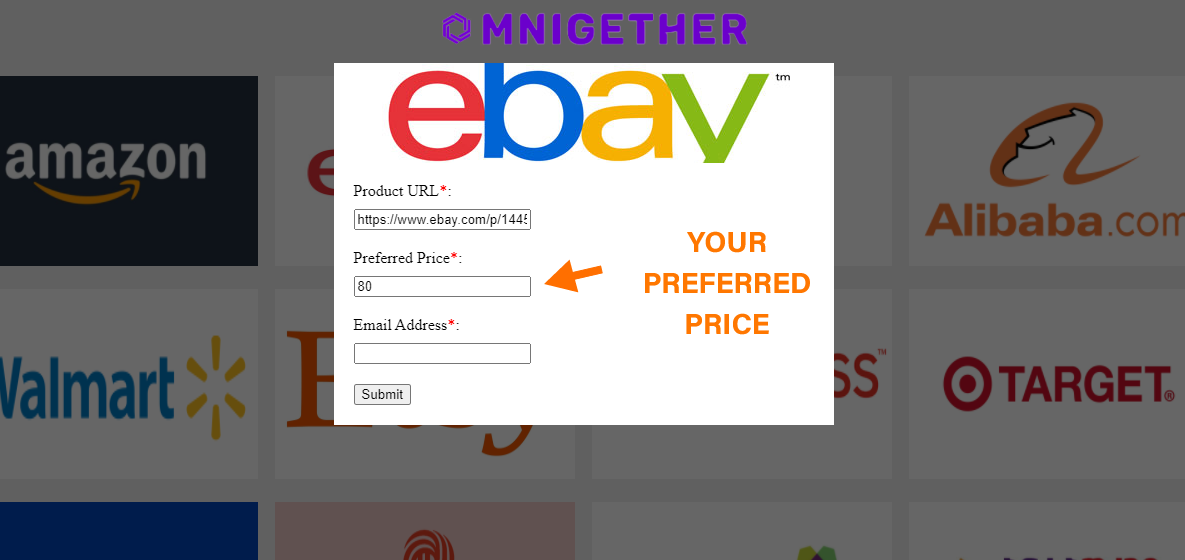 OMNIGETHER
amazon
ebay™
Alibaba.com
Product URL*:
https://www.ebay.com/p/1445
Preferred Price*:
80
YOUR
PREFERRED
PRICE
Email Address*:
Submit
Walmart
TARGET®